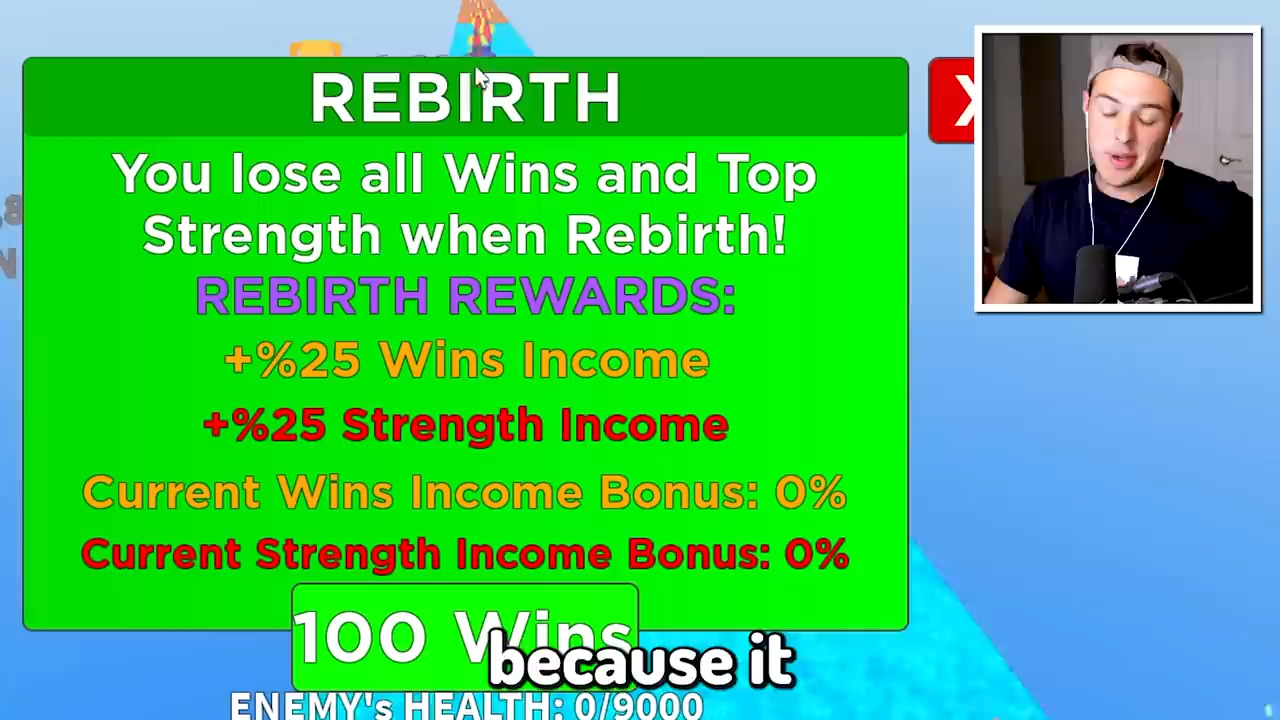 REBIRTH
X
You lose all Wins and Top
Strength when Rebirth!
REBIRTH REWARDS:
+%25 Wins Income
+%25 Strength Income
Current Wins Income Bonus: 0%
Current Strength Income Bonus: 0%
100 Wins
because it
ENEMY's HEALTH: 0/9000